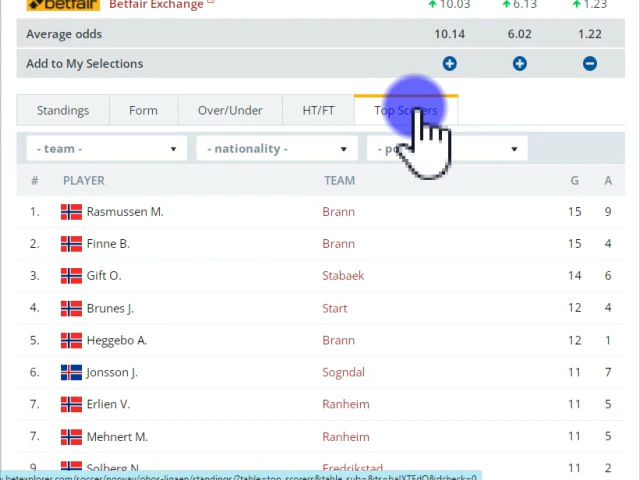 betfair Betfair Exchange 10.03 6.13 1.23
Average odds 10.14 6.02 1.22
Add to My Selections
Standings Form Over/Under HT/FT Top Scorers
- team - - nationality - - po
# PLAYER TEAM G A
1. Rasmussen M. Brann 15 9
2. Finne B. Brann 15 4
3. Gift O. Stabaek 14 6
4. Brunes J. Start 12 4
5. Heggebo A. Brann 12 1
6. Jonsson J. Sogndal 11 7
7. Erlien V. Ranheim 11 5
7. Mehnert M. Ranheim 11 5
9. Solberg N. Fredrikstad 11 2